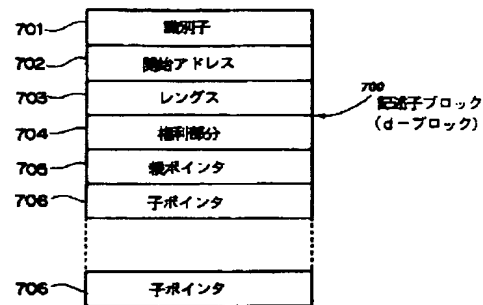 701 識別子
702 開始アドレス
703 レングス
700
記述子ブロック
(d-ブロック)
704 権利部分
705 親ポインタ
706 子ポインタ
706 子ポインタ